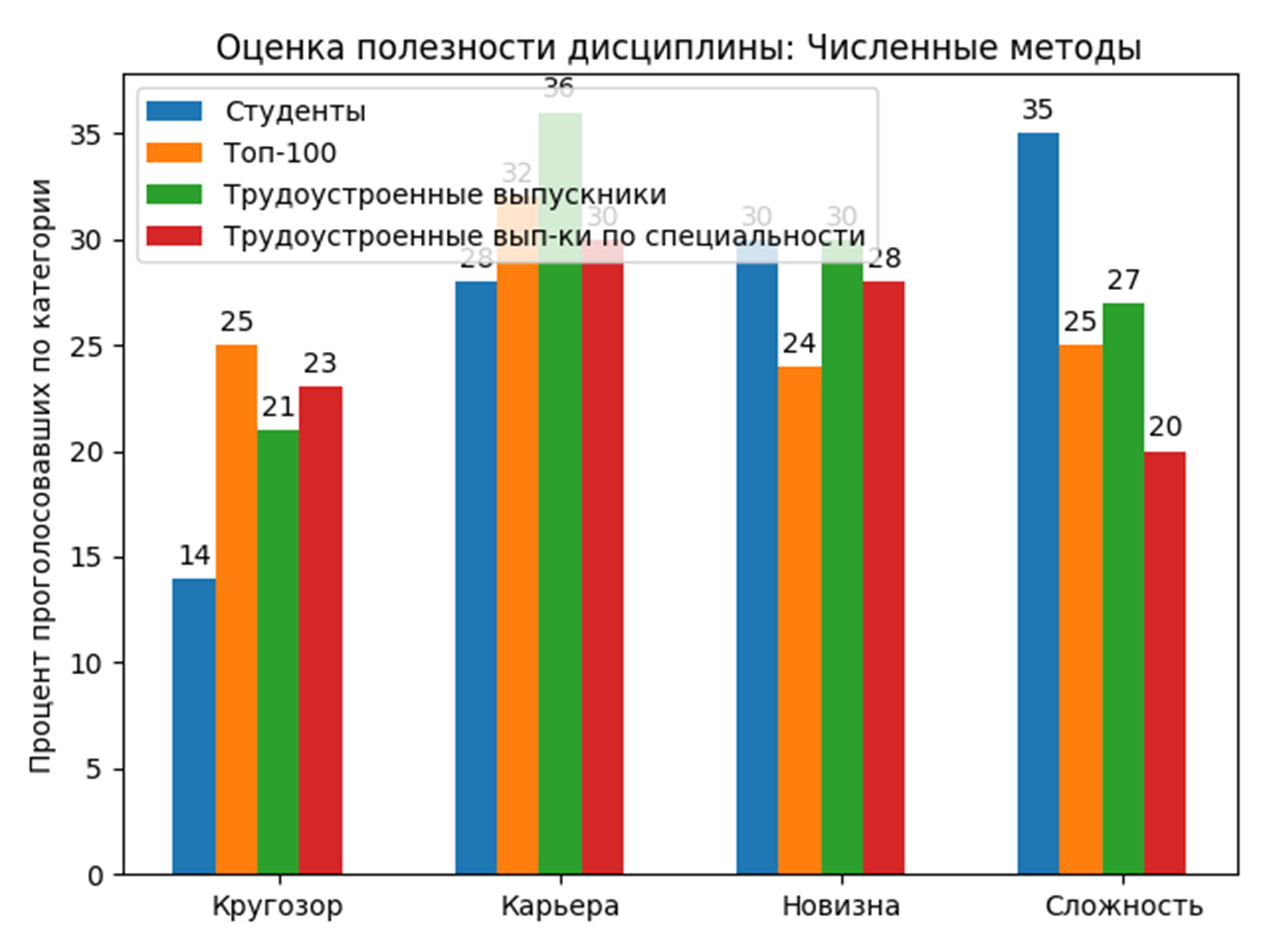 Оценка полезности дисциплины: Численные методы
Процент проголосовавших по категории
Студенты
Топ-100
Трудоустроенные выпускники
Трудоустроенные вып-ки по специальности
35
30
25
20
15
10
5
0
14 25 21 23
28 32 36 30
30 24 30 28
35 25 27 20
Кругозор Карьера Новизна Сложность